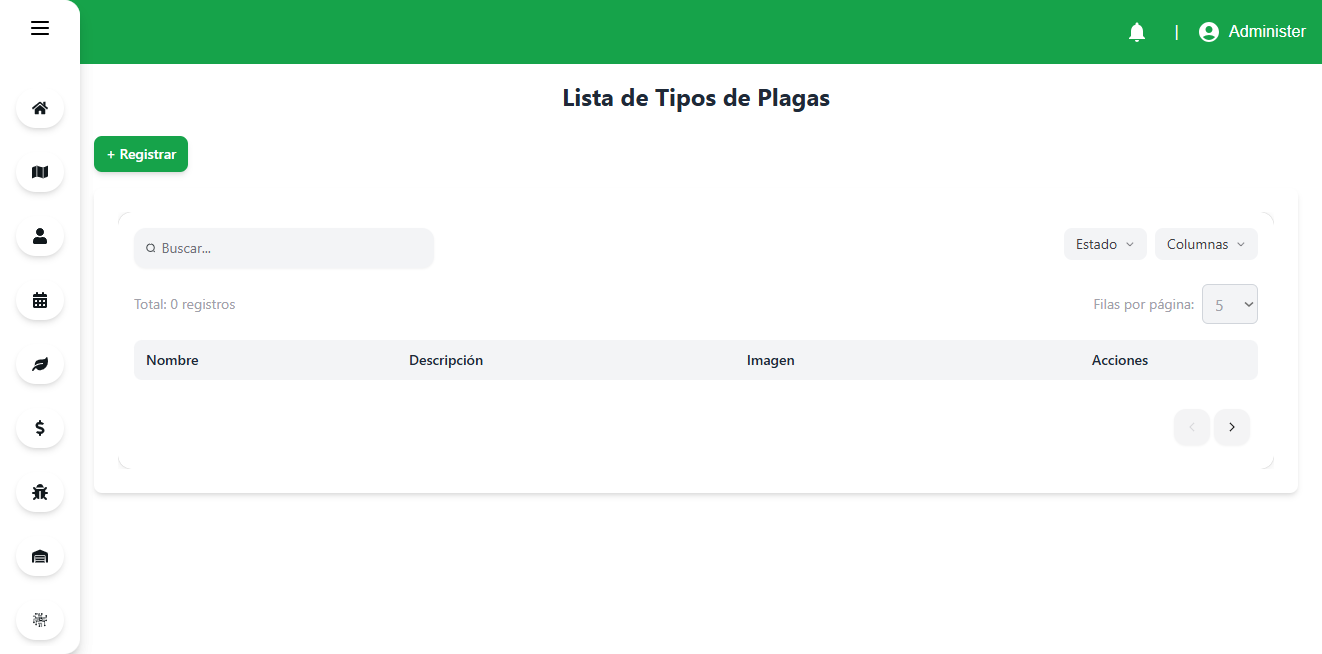 | Administer
Lista de Tipos de Plagas
+ Registrar
Buscar...
Estado
Columnas
Total: 0 registros
Filas por página: 5
Nombre Descripción Imagen Acciones